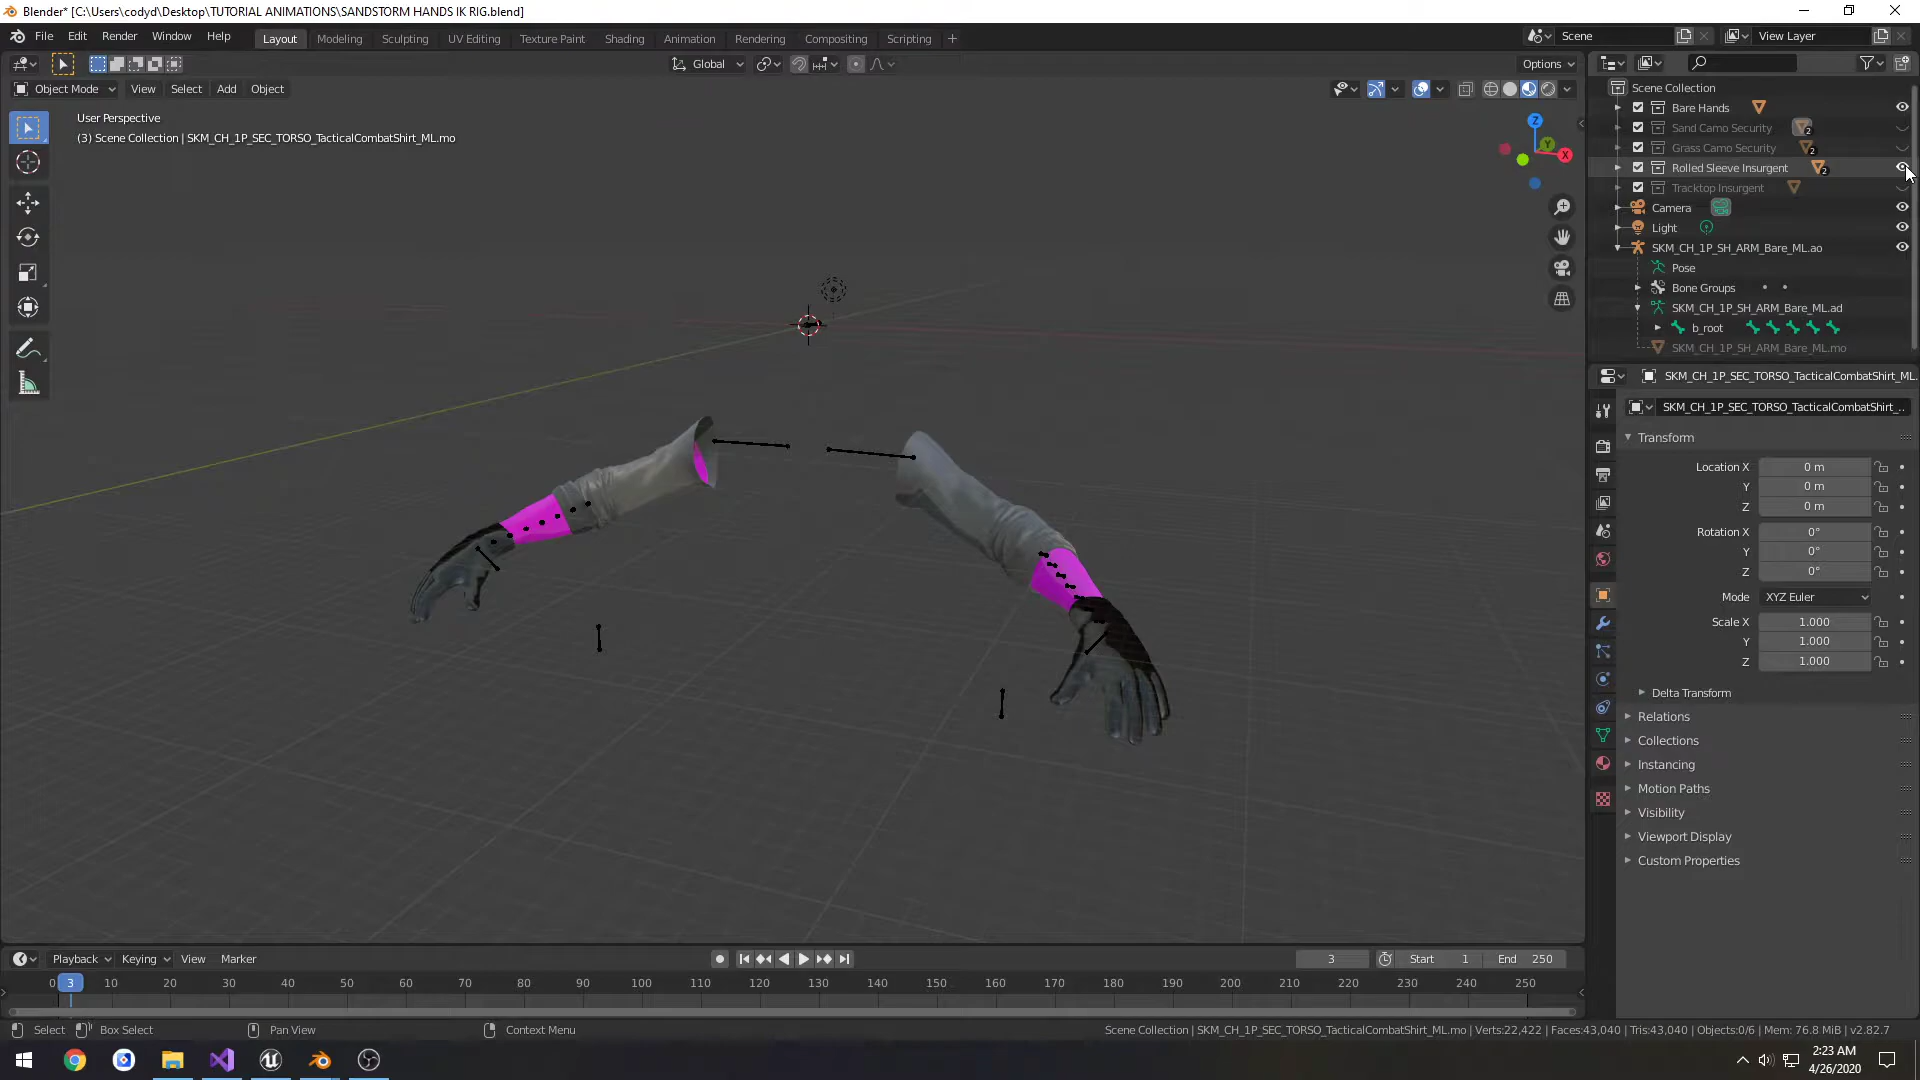 Blender* [C:\Users\codyd\Desktop\TUTORIAL ANIMATIONS\SANDSTORM HANDS IK RIG.blend]
File Edit Render Window Help Layout Modeling Sculpting UV Editing Texture Paint Shading Animation Rendering Compositing Scripting + Scene View Layer
Global Options
Object Mode View Select Add Object
User Perspective
(3) Scene Collection | SKM_CH_1P_SEC_TORSO_TacticalCombatShirt_ML.mo
Z
Y
X
Scene Collection
Bare Hands
Sand Camo Security 2
Grass Camo Security 2
Rolled Sleeve Insurgent 2
Tracktop Insurgent
Camera
Light
SKM_CH_1P_SH_ARM_Bare_ML.ao
Pose
Bone Groups
SKM_CH_1P_SH_ARM_Bare_ML.ad
b_root
SKM_CH_1P_SH_ARM_Bare_ML.mo
SKM_CH_1P_SEC_TORSO_TacticalCombatShirt_ML.
SKM_CH_1P_SEC_TORSO_TacticalCombatShirt_..
Transform
Location X 0 m
Y 0 m
Z 0 m
Rotation X 0°
Y 0°
Z 0°
Mode XYZ Euler
Scale X 1.000
Y 1.000
Z 1.000
Delta Transform
Relations
Collections
Instancing
Motion Paths
Visibility
Viewport Display
Custom Properties
Playback Keying View Marker 3 Start 1 End 250
0 3 10 20 30 40 50 60 70 80 90 100 110 120 130 140 150 160 170 180 190 200 210 220 230 240 250
Select Box Select Pan View Context Menu Scene Collection | SKM_CH_1P_SEC_TORSO_TacticalCombatShirt_ML.mo | Verts:22,422 | Faces:43,040 | Tris:43,040 | Objects:0/6 | Mem: 76.8 MiB | v2.82.7
2:23 AM
4/26/2020